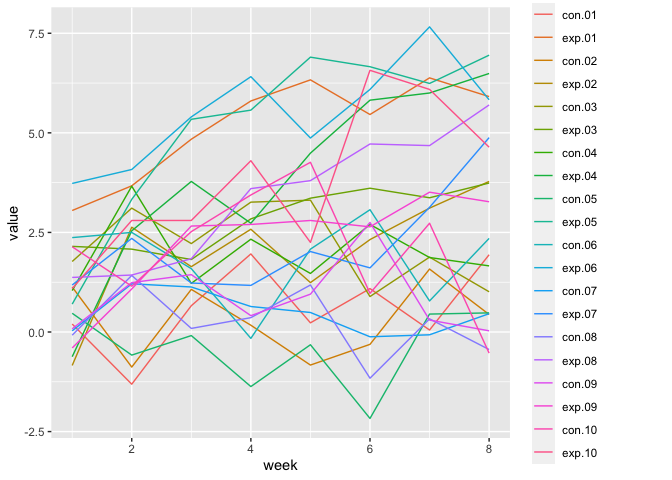 7.5
5.0
2.5
0.0
-2.5
value
2
4
6
8
week
con.01
exp.01
con.02
exp.02
con.03
exp.03
con.04
exp.04
con.05
exp.05
con.06
exp.06
con.07
exp.07
con.08
exp.08
con.09
exp.09
con.10
exp.10